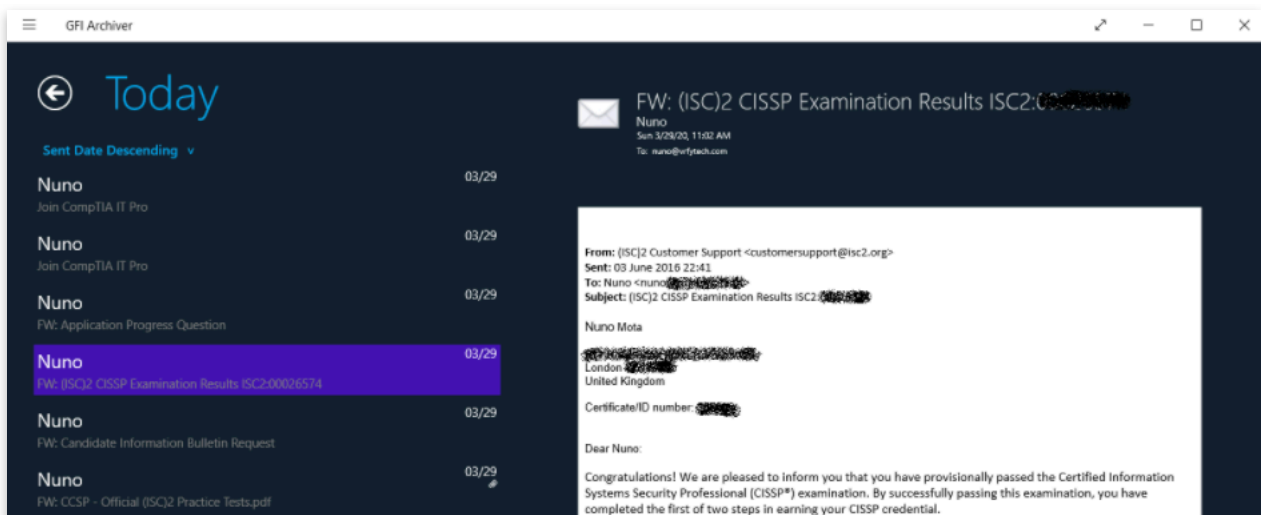 GFI Archiver
Today
Sent Date Descending v
Nuno 03/29
Join CompTIA IT Pro
Nuno 03/29
Join CompTIA IT Pro
Nuno 03/29
FW: Application Progress Question
Nuno 03/29
FW: (ISC)2 CISSP Examination Results ISC2:00026574
Nuno 03/29
FW: Candidate Information Bulletin Request
Nuno 03/29
FW: CCSP - Official (ISC)2 Practice Tests.pdf
FW: (ISC)2 CISSP Examination Results ISC2:
Nuno
Sun 3/29/20, 11:02 AM
To: nuno@vrfytech.com
From: (ISC)2 Customer Support <customersupport@isc2.org>
Sent: 03 June 2016 22:41
To: Nuno <nuno
Subject: (ISC)2 CISSP Examination Results ISC2:
Nuno Mota
London
United Kingdom
Certificate/ID number:
Dear Nuno:
Congratulations! We are pleased to inform you that you have provisionally passed the Certified Information
Systems Security Professional (CISSP®) examination. By successfully passing this examination, you have
completed the first of two steps in earning your CISSP credential.